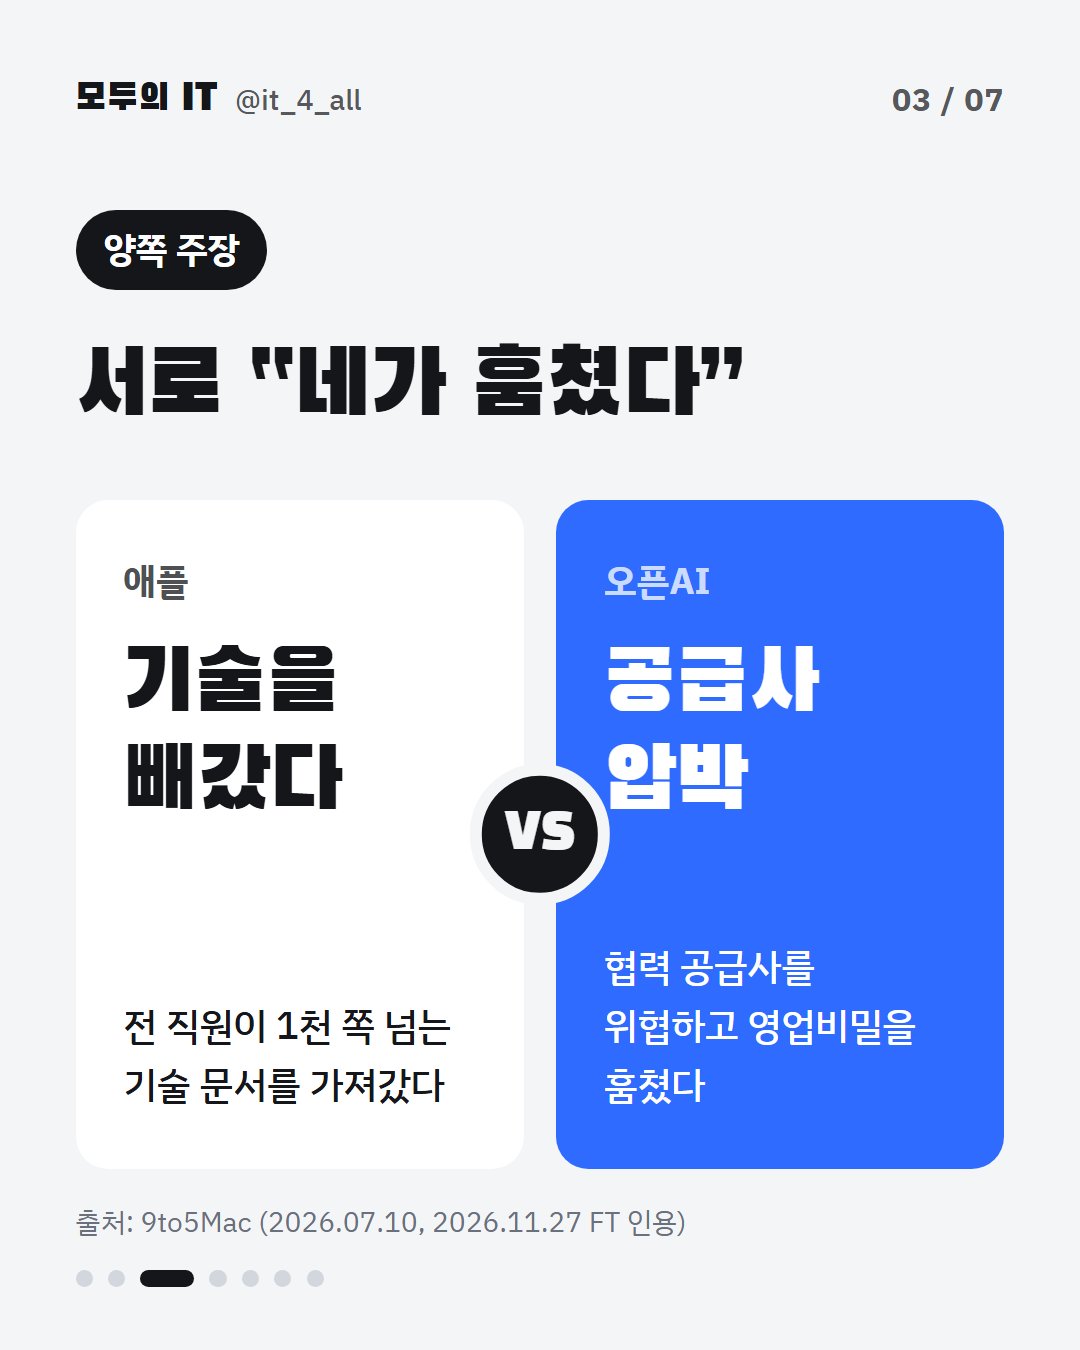 모두의 IT @it_4_all
03 / 07
양쪽 주장
서로 “네가 훔쳤다”
애플
기술을
빼갔다
전 직원이 1천 쪽 넘는
기술 문서를 가져갔다
VS
오픈AI
공급사
압박
협력 공급사를
위협하고 영업비밀을
훔쳤다
출처: 9to5Mac (2026.07.10, 2026.11.27 FT 인용)